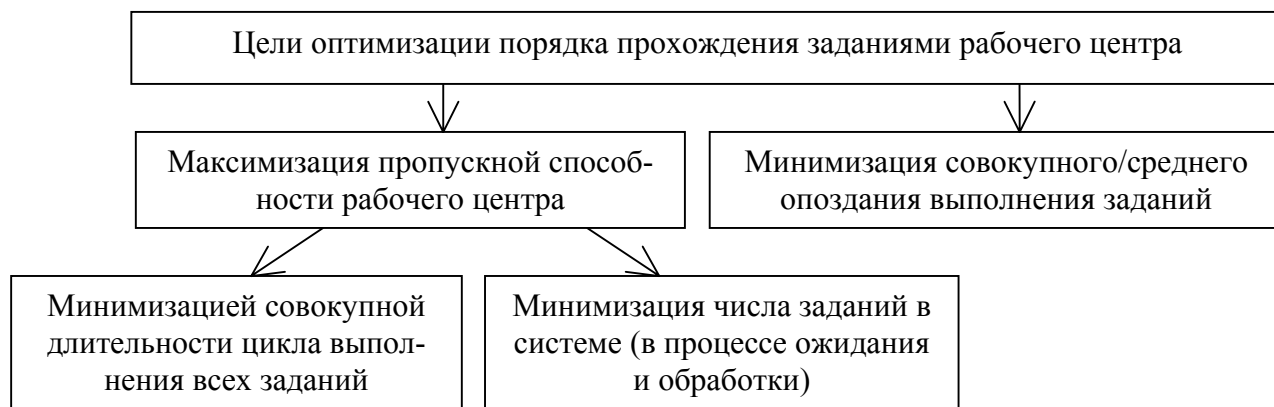 Цели оптимизации порядка прохождения заданиями рабочего центра
Максимизация пропускной способ-
ности рабочего центра
Минимизация совокупного/среднего
опоздания выполнения заданий
Минимизацией совокупной
длительности цикла выпол-
нения всех заданий
Минимизация числа заданий в
системе (в процессе ожидания
и обработки)